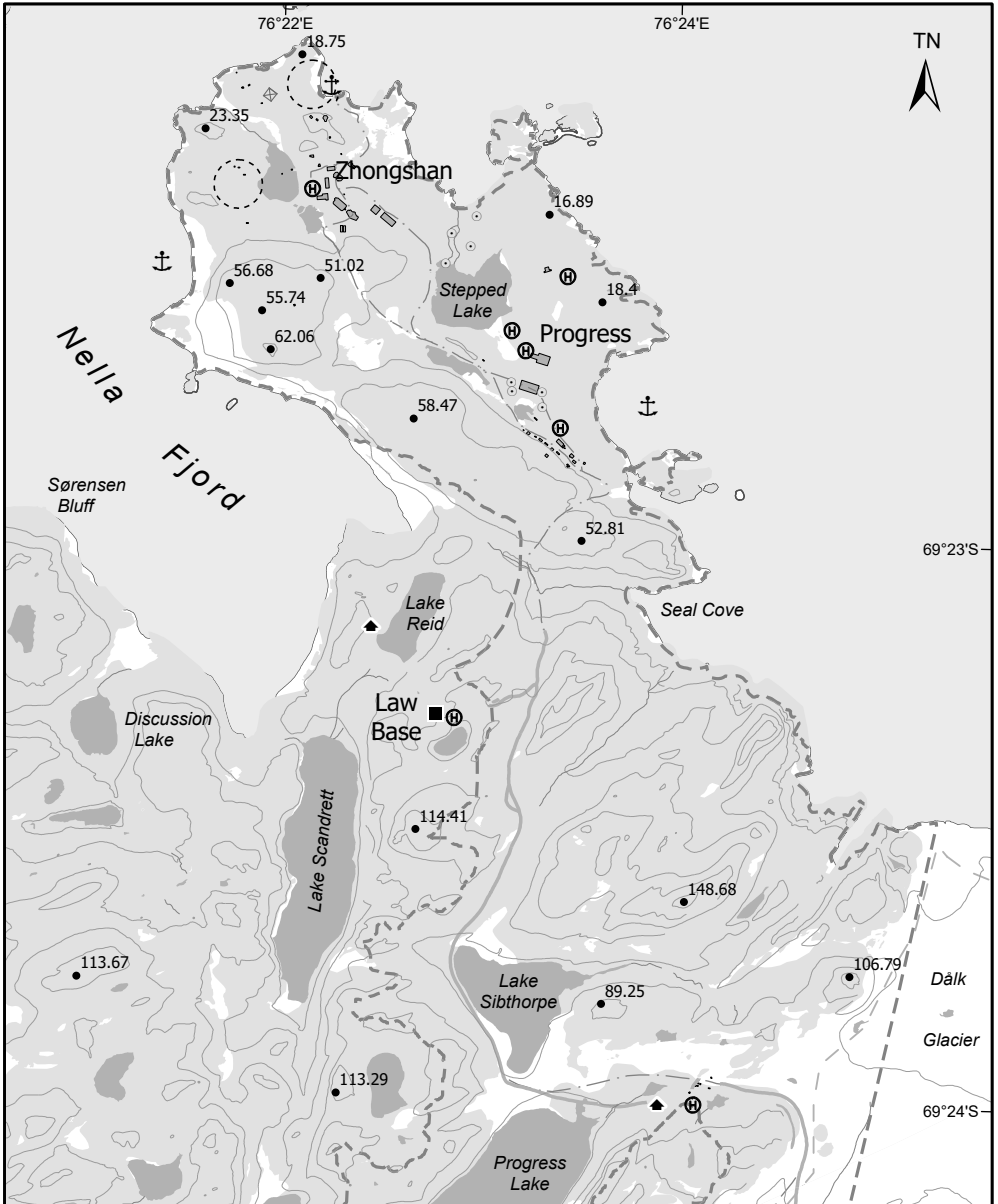 76°22'E
76°24'E
TN
18.75
23.35
Zhongshan
H
16.89
56.68
51.02
H
55.74
Stepped
Lake
18.4
H
Progress
H
62.06
Nella
Fjord
58.47
H
Sørensen
Bluff
52.81
69°23'S
Lake
Reid
Seal Cove
Law
Base
H
Discussion
Lake
114.41
Lake Scandrett
148.68
113.67
106.79
Lake
Sibthorpe
89.25
Dålk
Glacier
113.29
H
69°24'S
Progress
Lake